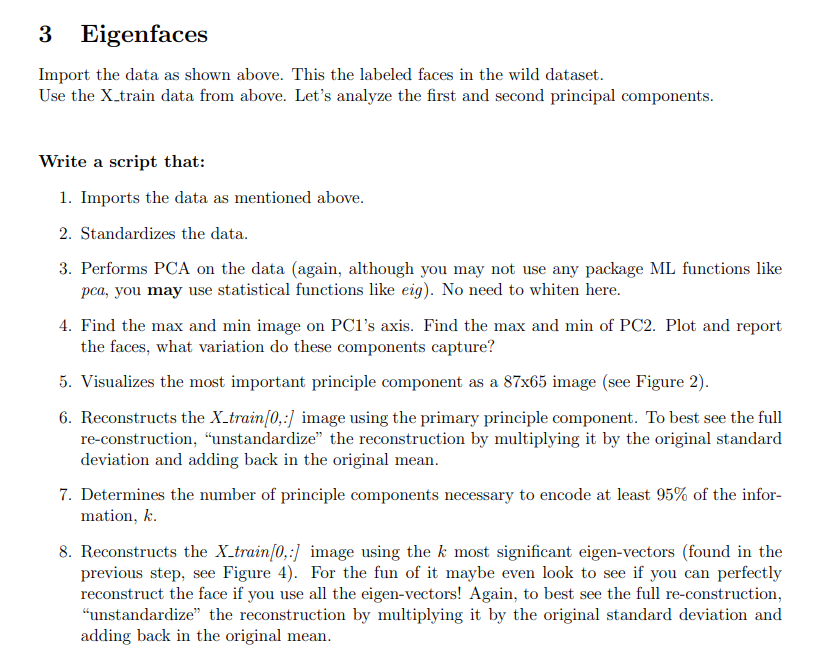 3 Eigenfaces
Import the data as shown above. This the labeled faces in the wild dataset.
Use the X_train data from above. Let's analyze the first and second principal components.
Write a script that:
1. Imports the data as mentioned above.
2. Standardizes the data.
3. Performs PCA on the data (again, although you may not use any package ML functions like
pca, you may use statistical functions like eig). No need to whiten here.
4. Find the max and min image on PC1's axis. Find the max and min of PC2. Plot and report
the faces, what variation do these components capture?
5. Visualizes the most important principle component as a 87x65 image (see Figure 2).
6. Reconstructs the X_train[0,:] image using the primary principle component. To best see the full
re-construction, "unstandardize" the reconstruction by multiplying it by the original standard
deviation and adding back in the original mean.
7. Determines the number of principle components necessary to encode at least 95% of the infor-
mation, k.
8. Reconstructs the X_train[0,:] image using the k most significant eigen-vectors (found in the
previous step, see Figure 4). For the fun of it maybe even look to see if you can perfectly
reconstruct the face if you use all the eigen-vectors! Again, to best see the full re-construction,
"unstandardize" the reconstruction by multiplying it by the original standard deviation and
adding back in the original mean.